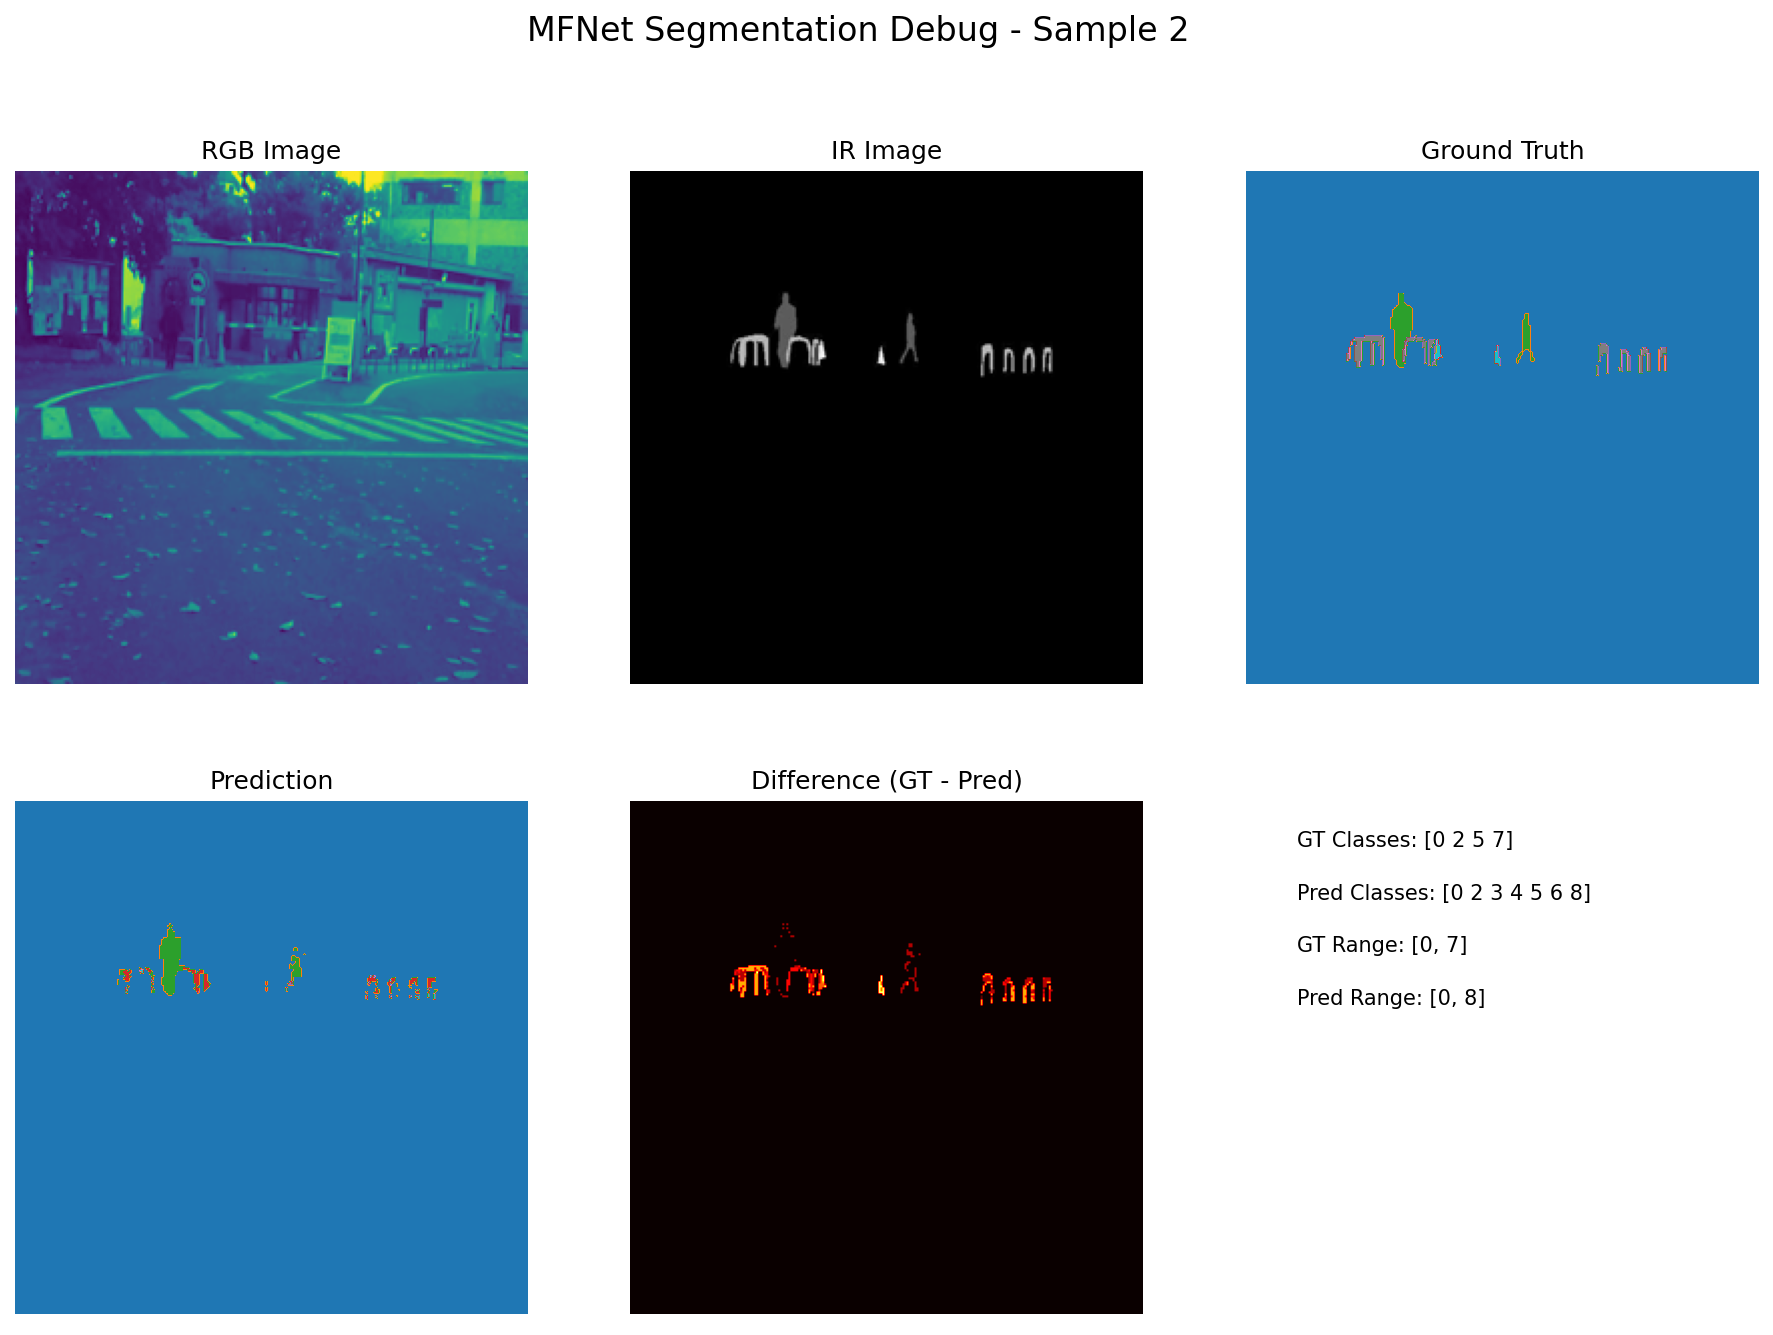 MFNet Segmentation Debug - Sample 2
RGB Image
IR Image
Ground Truth
Prediction
Difference (GT - Pred)
GT Classes: [0 2 5 7]
Pred Classes: [0 2 3 4 5 6 8]
GT Range: [0, 7]
Pred Range: [0, 8]